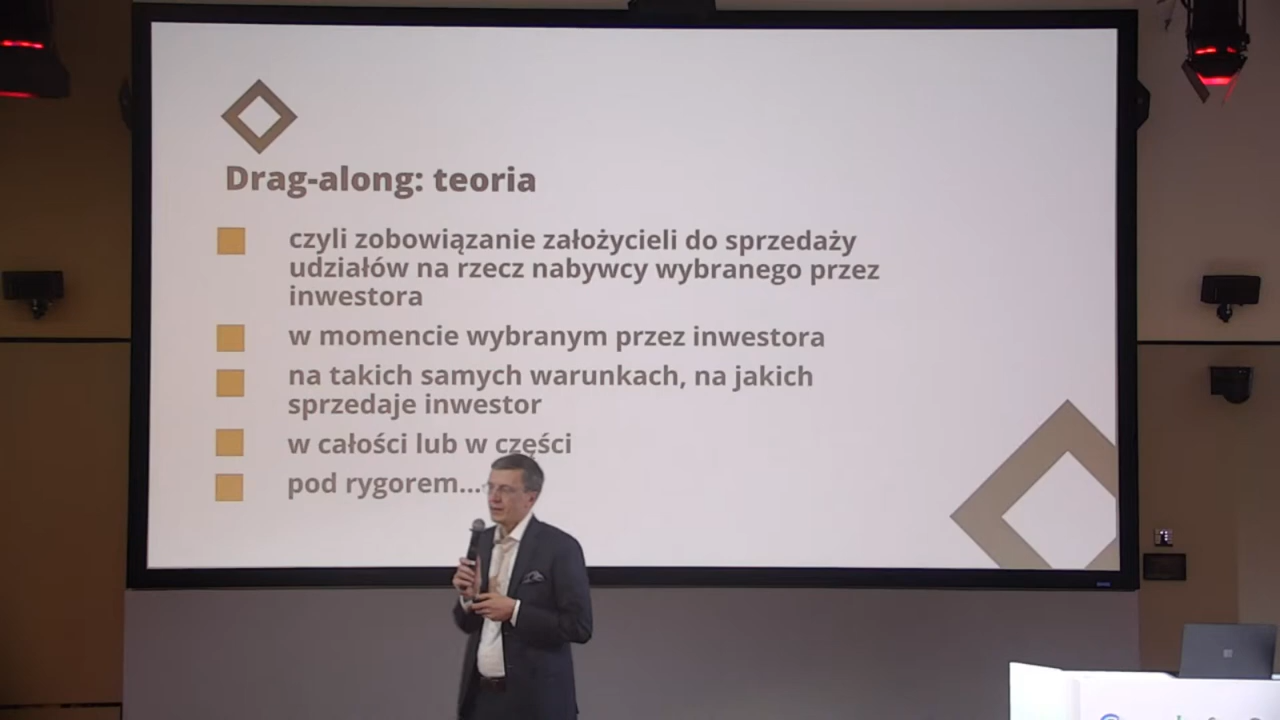 Drag-along: teoria
czyli zobowiązanie założycieli do sprzedaży
udziałów na rzecz nabywcy wybranego przez
inwestora
w momencie wybranym przez inwestora
na takich samych warunkach, na jakich
sprzedaje inwestor
w całości lub w części
pod rygorem...